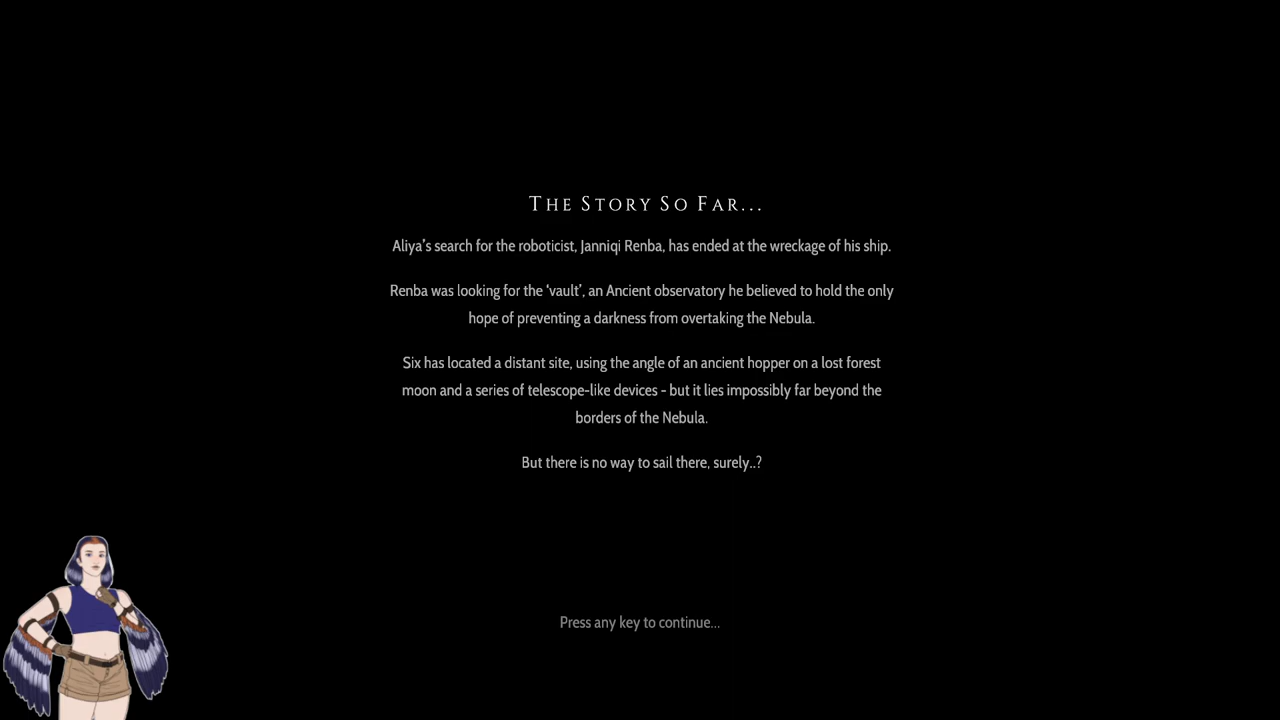 The Story So Far...
Aliya's search for the roboticist, Janniqi Renba, has ended at the wreckage of his ship.
Renba was looking for the 'vault', an Ancient observatory he believed to hold the only
hope of preventing a darkness from overtaking the Nebula.
Six has located a distant site, using the angle of an ancient hopper on a lost forest
moon and a series of telescope-like devices - but it lies impossibly far beyond the
borders of the Nebula.
But there is no way to sail there, surely..?
Press any key to continue...